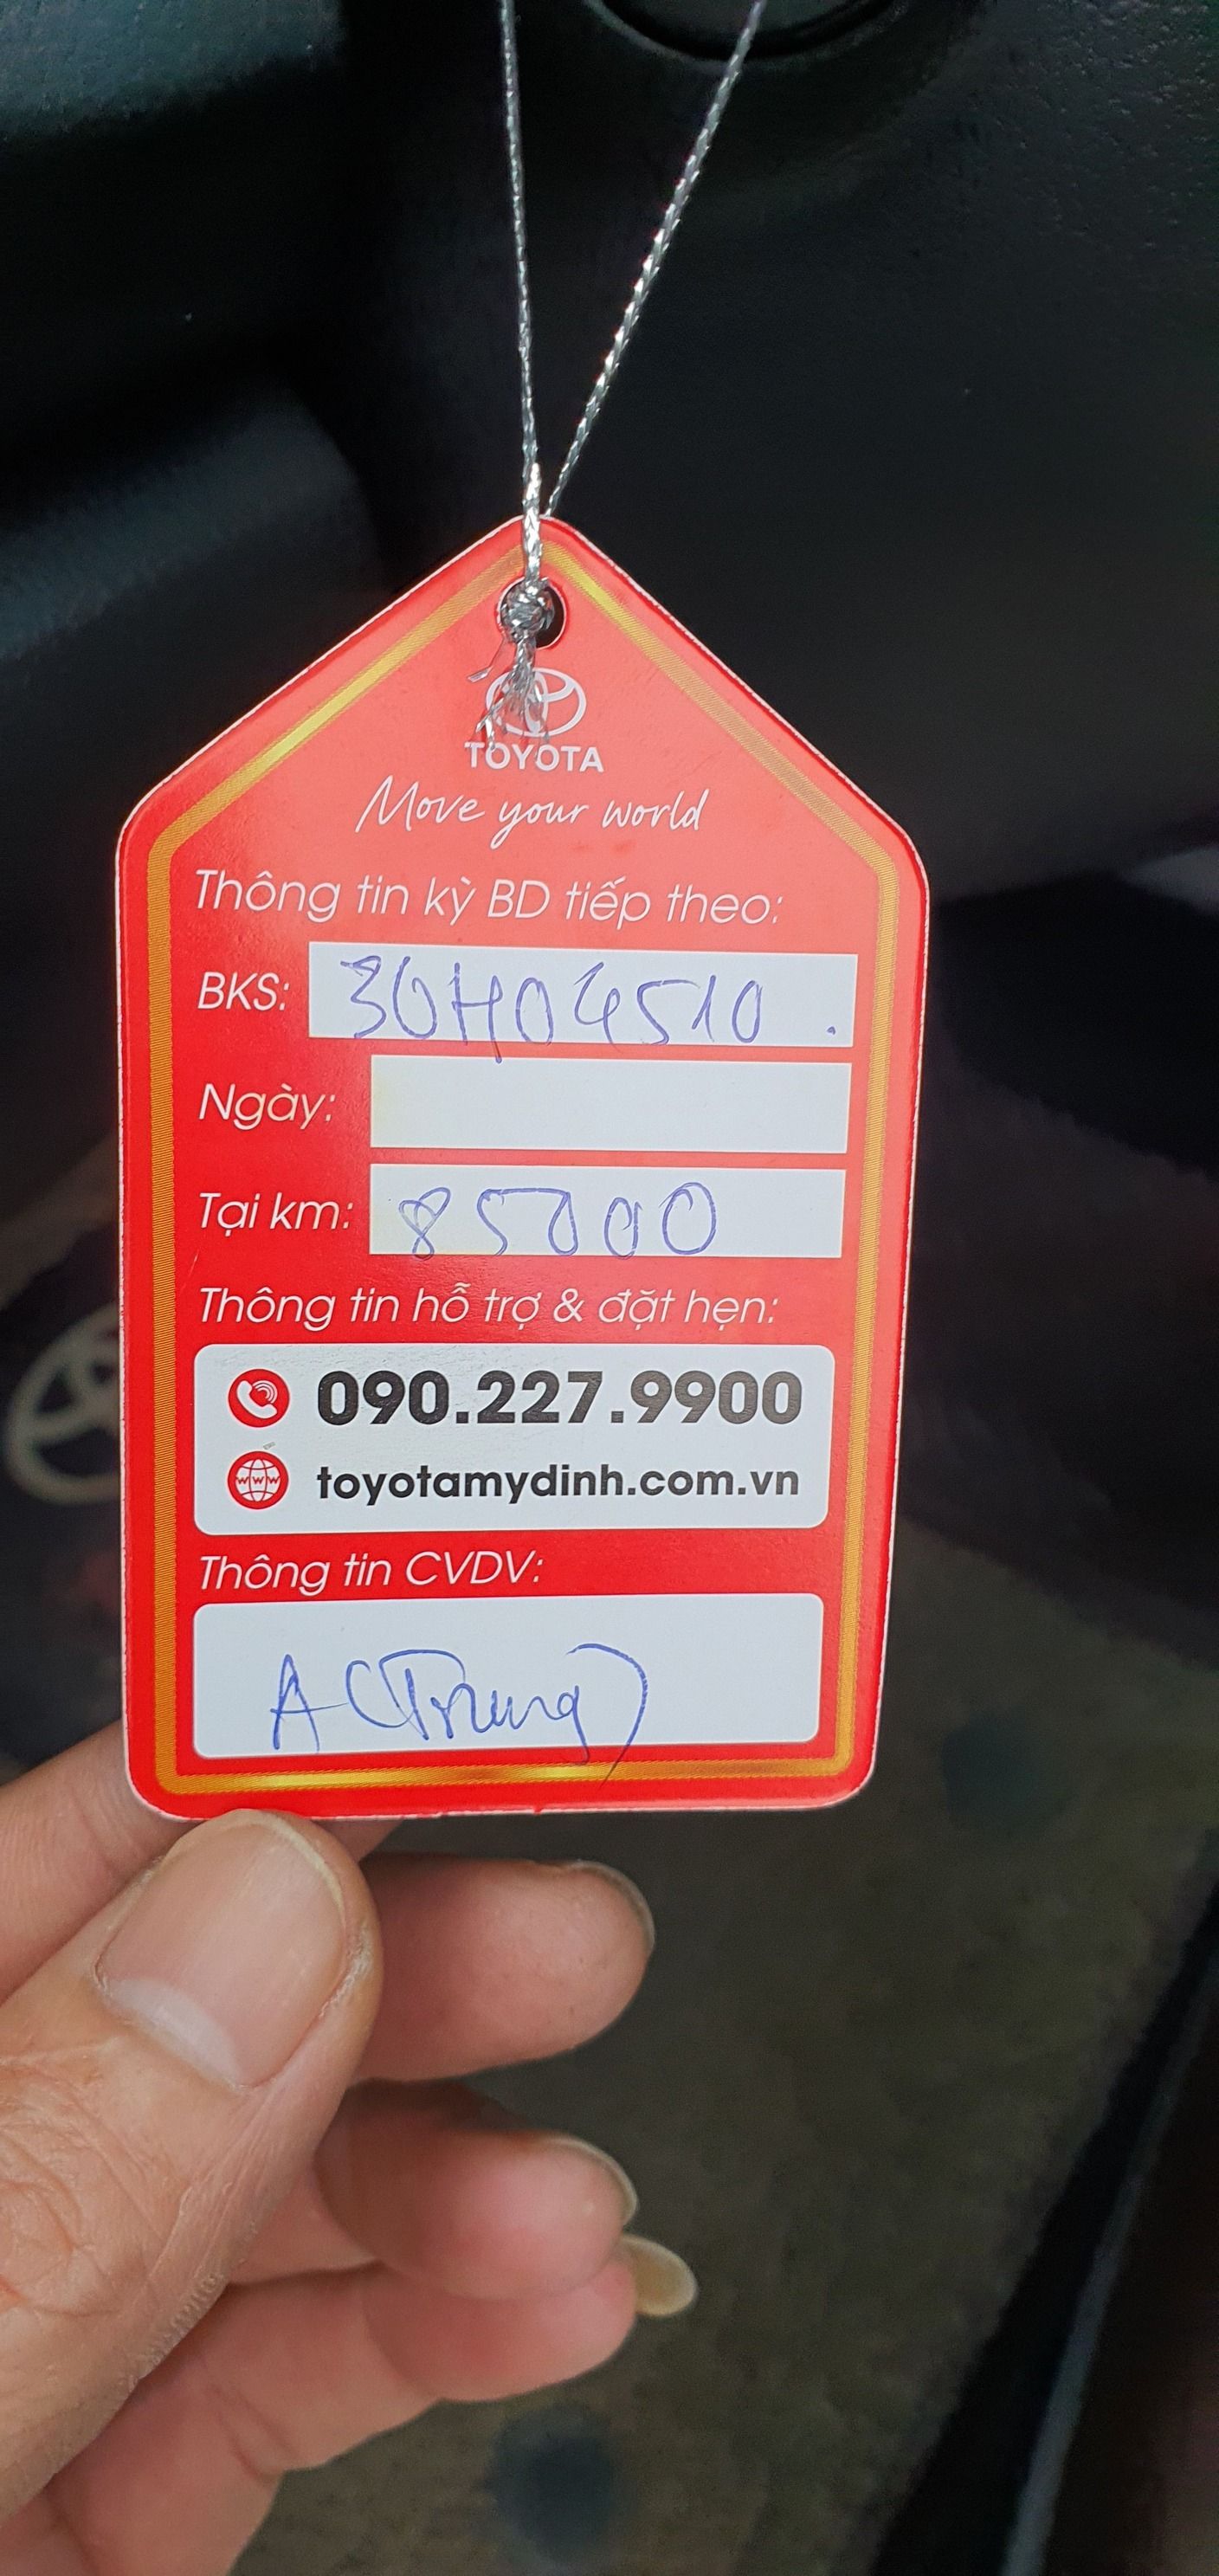 TOYOTA
Move your world
Thông tin kỳ BD tiếp theo:
BKS: 30H04510.
Ngày:
Tại km: 85000
Thông tin hỗ trợ & đặt hẹn:
090.227.9900
www toyotamydinh.com.vn
Thông tin CVDV:
A (Trung)